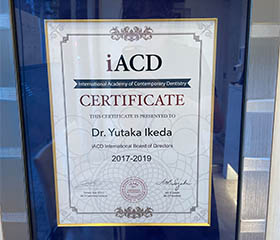 iACD
International Academy of Contemporary Dentistry
CERTIFICATE
THIS CERTIFICATE IS PRESENTED TO
Dr. Yutaka Ikeda
iACD International Board of Directors
2017-2019